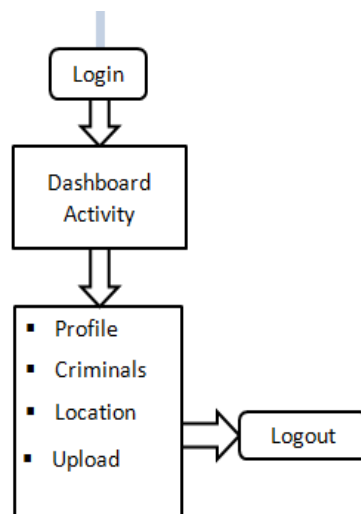 Login
Dashboard
Activity
▪ Profile
▪ Criminals
▪ Location
▪ Upload
Logout